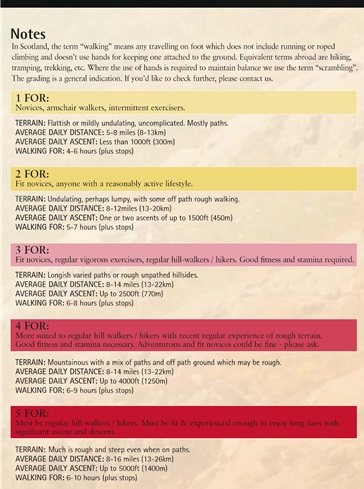 Notes
In Scotland, the term "walking" means any travelling on foot which does not include running or roped
climbing and doesn't use hands for keeping one attached to the ground. Equivalent terms abroad are hiking,
tramping, trekking, etc. Where the use of hands is required to maintain balance we use the term "scrambling".
The grading is a general indication. If you'd like to check further, please contact us.
1 FOR:
Novices, armchair walkers, intermittent exercisers.
TERRAIN: Flattish or mildly undulating, uncomplicated. Mostly paths.
AVERAGE DAILY DISTANCE: 5-8 miles (8-13km)
AVERAGE DAILY ASCENT: Less than 1000ft (300m)
WALKING FOR: 4-6 hours (plus stops)
2 FOR:
Fit novices, anyone with a reasonably active lifestyle.
TERRAIN: Undulating, perhaps lumpy, with some off path rough walking.
AVERAGE DAILY DISTANCE: 8-12miles (13-20km)
AVERAGE DAILY ASCENT: One or two ascents of up to 1500ft (450m)
WALKING FOR: 5-7 hours (plus stops)
3 FOR:
Fit novices, regular vigorous exercisers, regular hill-walkers / hikers. Good fitness and stamina required.
TERRAIN: Longish varied paths or rough unpathed hillsides.
AVERAGE DAILY DISTANCE: 8-14 miles (13-22km)
AVERAGE DAILY ASCENT: Up to 2500ft (770m)
WALKING FOR: 6-8 hours (plus stops)
4 FOR:
More suited to regular hill walkers / hikers with recent regular experience of rough terrain.
Good fitness and stamina necessary. Adventurous and fit novices could be fine - please ask.
TERRAIN: Mountainous with a mix of paths and off path ground which may be rough.
AVERAGE DAILY DISTANCE: 8-14 miles (13-22km)
AVERAGE DAILY ASCENT: Up to 4000ft (1250m)
WALKING FOR: 6-9 hours (plus stops)
5 FOR:
Must be regular hill walkers / hikers. Must be fit & experienced enough to enjoy long days with
significant ascent and descent.
TERRAIN: Much is rough and steep even when on paths.
AVERAGE DAILY DISTANCE: 8-16 miles (13-26km)
AVERAGE DAILY ASCENT: Up to 5000ft (1400m)
WALKING FOR: 6-10 hours (plus stops)